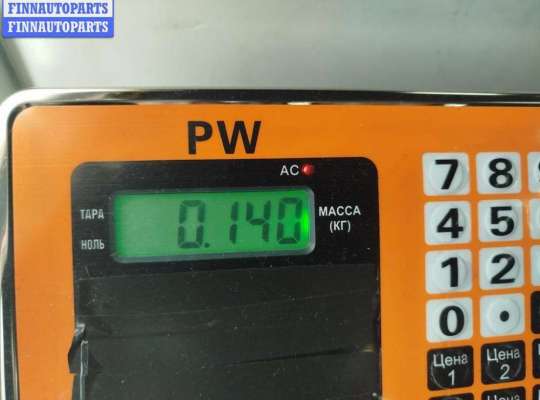 FINNAUTOPARTS
FINNAUTOPARTS
PW
AC
ТАРА
НОЛЬ
0.140
МАССА
(КГ)
7 8
4 5
1 2
0 .
Цена 1
Цена 2
Цена